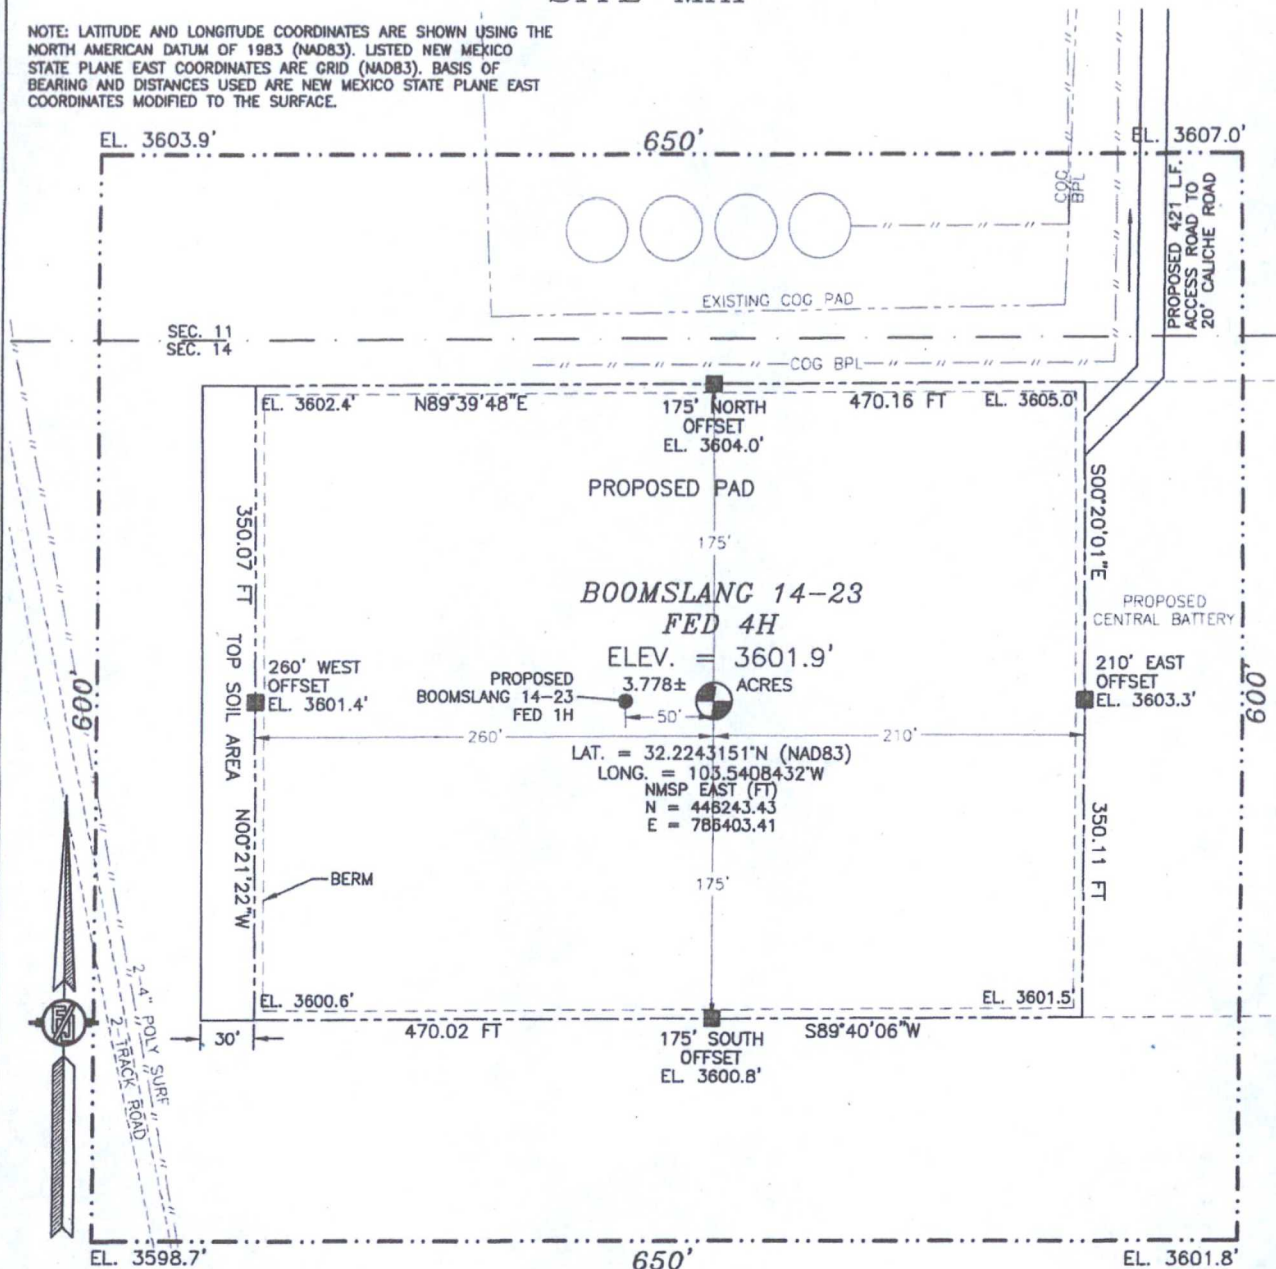 NOTE: LATITUDE AND LONGITUDE COORDINATES ARE SHOWN USING THE
NORTH AMERICAN DATUM OF 1983 (NAD83). LISTED NEW MEXICO
STATE PLANE EAST COORDINATES ARE GRID (NAD83). BASIS OF
BEARING AND DISTANCES USED ARE NEW MEXICO STATE PLANE EAST
COORDINATES MODIFIED TO THE SURFACE.
EL. 3603.9'
650'
EL. 3607.0'
COG
BPL
PROPOSED 421 L.F.
ACCESS ROAD TO
20' CALICHE ROAD
EXISTING COG PAD
SEC. 11
SEC. 14
COG BPL
EL. 3602.4'
N89°39'48"E
175' NORTH
OFFSET
EL. 3604.0'
470.16 FT
EL. 3605.0'
PROPOSED PAD
350.07 FT
S00°20'01"E
175'
BOOMSLANG 14-23
FED 4H
ELEV. = 3601.9'
3.778± ACRES
PROPOSED
CENTRAL BATTERY
TOP SOIL AREA
260' WEST
OFFSET
EL. 3601.4'
PROPOSED
BOOMSLANG 14-23
FED 1H
50'
210' EAST
OFFSET
EL. 3603.3'
600'
600'
260'
210'
LAT. = 32.2243151°N (NAD83)
LONG. = 103.5408432°W
NMSP EAST (FT)
N = 446243.43
E = 786403.41
N00°21'22"W
350.11 FT
BERM
175'
2-4" POLY SURF
2-TRACK ROAD
EL. 3600.6'
EL. 3601.5'
30'
470.02 FT
175' SOUTH
OFFSET
EL. 3600.8'
S89°40'06"W
EL. 3598.7'
650'
EL. 3601.8'